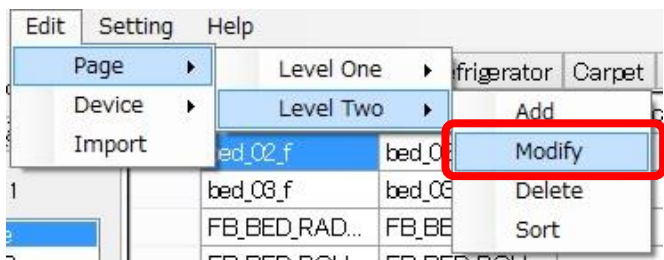 Edit Setting Help
Page Level One frigerator Carpet
Device Level Two Add
Import ed_02_f Modify
1 bed_03_f Delete
FB_BED_RAD... Sort